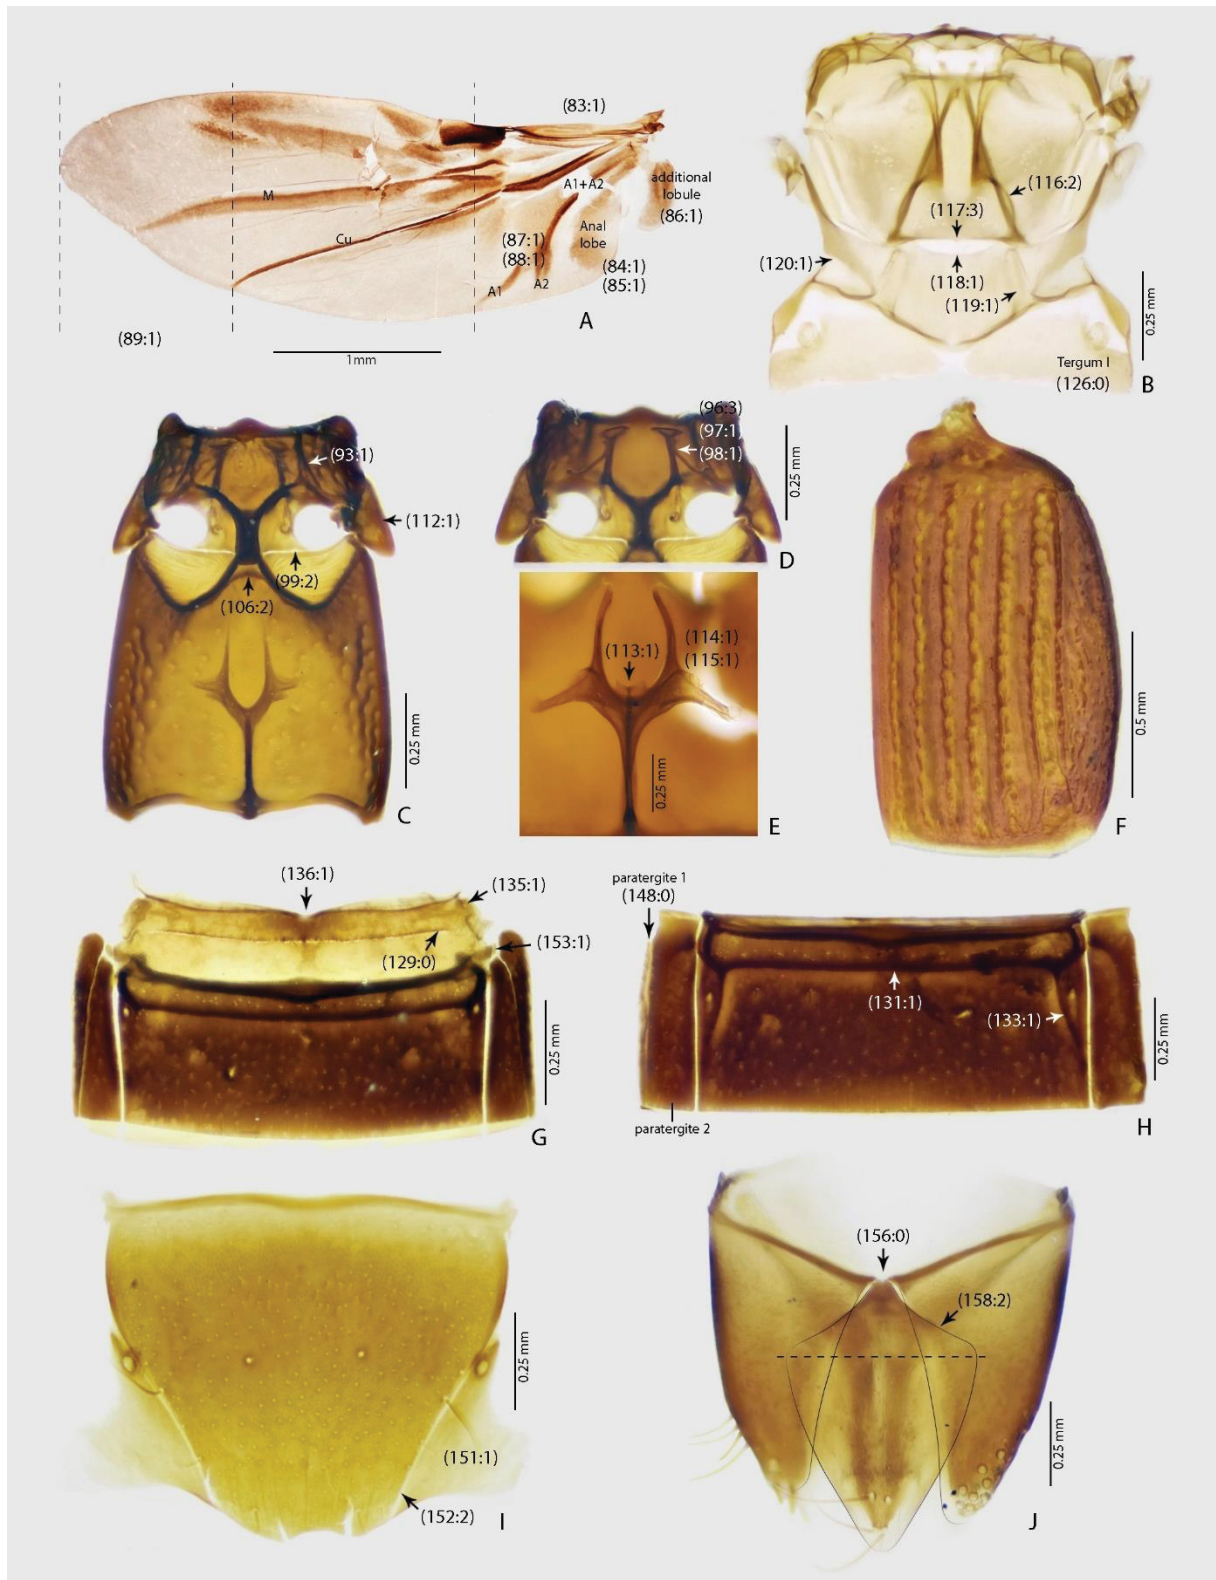 (83:1)
M
Cu
A1+A2
additional
lobule
(86:1)
(87:1)
(88:1)
Anal
lobe
(84:1)
(85:1)
A1
A2
A
(89:1)
1mm
(116:2)
(117:3)
(120:1)
(118:1)
(119:1)
0.25 mm
Tergum I
(126:0)
B
(93:1)
(112:1)
(99:2)
(106:2)
0.25 mm
C
(96:3)
(97:1)
(98:1)
0.25 mm
D
(113:1)
(114:1)
(115:1)
0.25 mm
E
0.5 mm
F
(136:1)
(135:1)
(153:1)
(129:0)
0.25 mm
G
paratergite 1
(148:0)
(131:1)
(133:1)
0.25 mm
paratergite 2
H
0.25 mm
(151:1)
(152:2)
I
(156:0)
(158:2)
0.25 mm
J